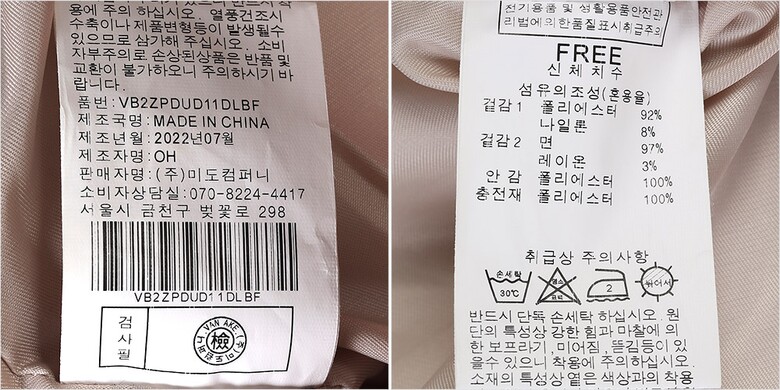 용에 주의 하십시오. 열풍건조시
수축이나 제품변형등이 발생될수
있으므로 삼가해 주십시오. 소비
자부주의로 손상된상품은 반품 및
교환이 불가하오니 주의하시기 바
랍니다.
품번: VB2ZPDUD11DLBF
제조국명: MADE IN CHINA
제조년월: 2022년07월
제조자명: OH
판매자명: (주)미도컴퍼니
소비자상담실: 070-8224-4417
서울시 금천구 벚꽃로 298
VB2ZPDUD11DLBF
검사필
VAN AKE
檢
전기용품 및 생활용품안전관
리법에의한품질표시취급주의
FREE
신체치수
섬유의조성(혼용율)
겉감1 폴리에스터 92%
나일론 8%
겉감2 면 97%
레이온 3%
안감 폴리에스터 100%
충전재 폴리에스터 100%
취급상 주의사항
손세탁
30℃
염소
표백
2
뉘어서
반드시 단독 손세탁 하십시오. 원
단의 특성상 강한 힘과 마찰에 의
한 보프라기, 미어짐, 뜯김등이 있
을수 있으니 착용에 주의하십시오.
소재의 특성상 옅은 색상과의 착용